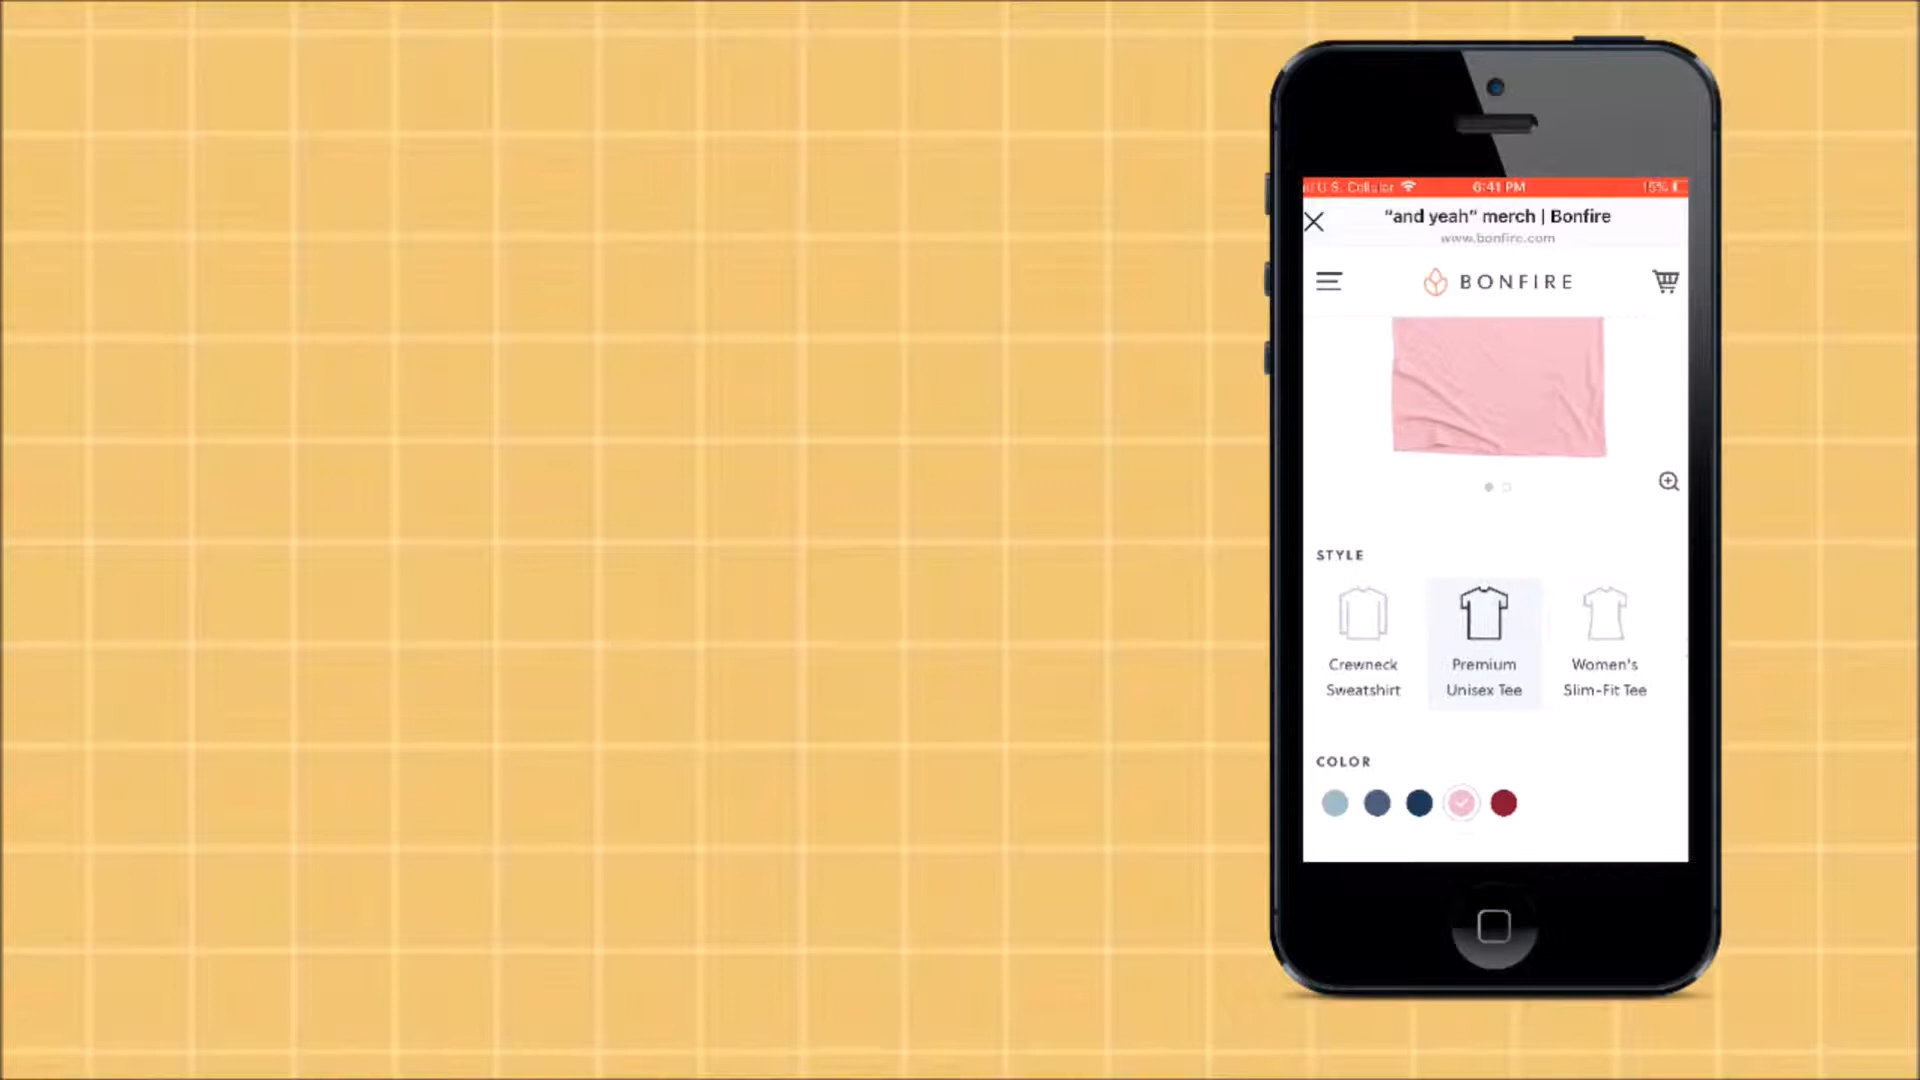 U.S. Cellular 6:41 PM 15%
“and yeah” merch | Bonfire
www.bonfire.com
BONFIRE
STYLE
Crewneck Sweatshirt
Premium Unisex Tee
Women's Slim-Fit Tee
COLOR